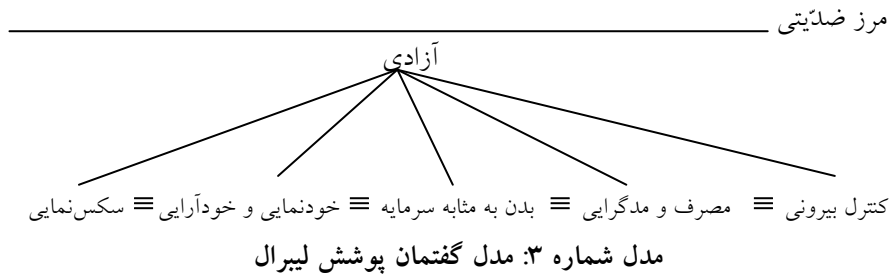 مرز ضدّیتی
آزادی
کنترل بیرونی ≡ مصرف و مدگرایی ≡ بدن به مثابه سرمایه ≡ خودنمایی و خودآرایی ≡ سکس‌نمایی
مدل شماره ۳: مدل گفتمان پوشش لیبرال